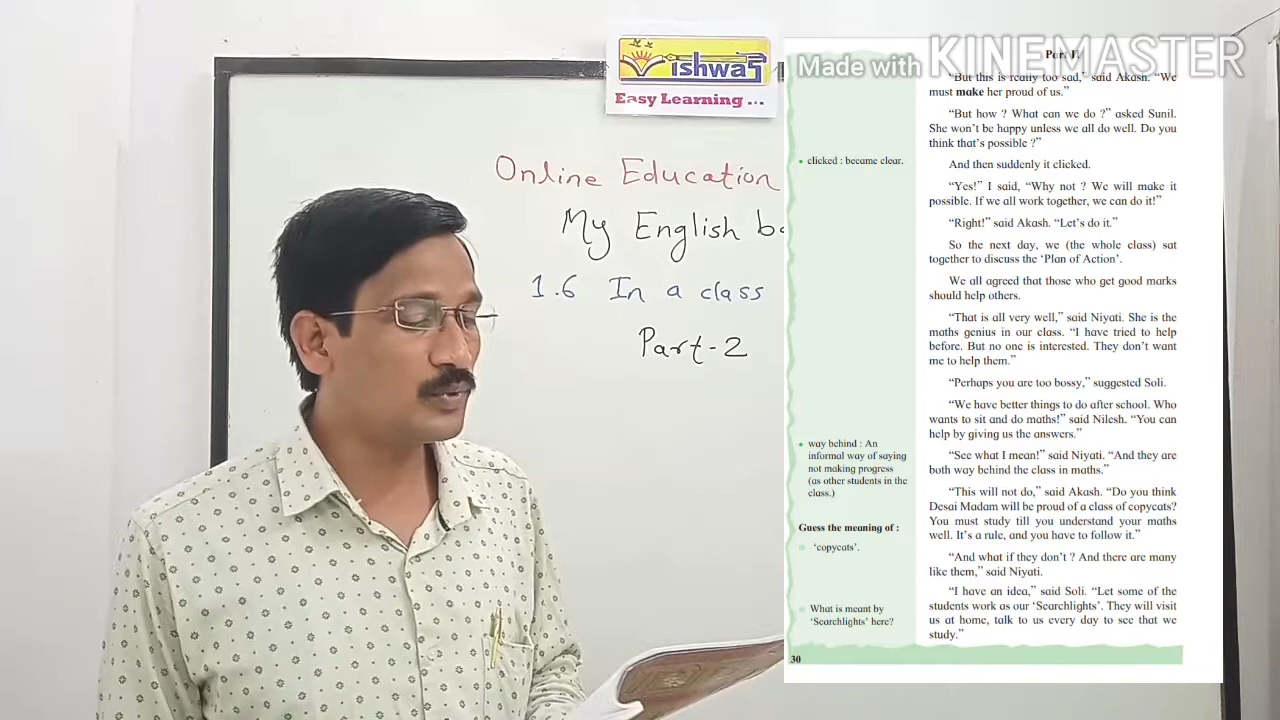 ishwa
Easy Learning ...
Online Education
My English b
1.6 In a class
Part-2
Made with KINEMASTER
Part II
“But this is really too sad,” said Akash. “We
must make her proud of us.”
“But how ? What can we do ?” asked Sunil.
She won’t be happy unless we all do well. Do you
think that’s possible ?”
• clicked : became clear.
And then suddenly it clicked.
“Yes!” I said, “Why not ? We will make it
possible. If we all work together, we can do it!”
“Right!” said Akash. “Let’s do it.”
So the next day, we (the whole class) sat
together to discuss the ‘Plan of Action’.
We all agreed that those who get good marks
should help others.
“That is all very well,” said Niyati. She is the
maths genius in our class. “I have tried to help
before. But no one is interested. They don’t want
me to help them.”
“Perhaps you are too bossy,” suggested Soli.
“We have better things to do after school. Who
wants to sit and do maths!” said Nilesh. “You can
help by giving us the answers.”
• way behind : An
informal way of saying
not making progress
(as other students in the
class.)
“See what I mean!” said Niyati. “And they are
both way behind the class in maths.”
“This will not do,” said Akash. “Do you think
Desai Madam will be proud of a class of copycats?
You must study till you understand your maths
well. It’s a rule, and you have to follow it.”
Guess the meaning of :
‘copycats’.
“And what if they don’t ? And there are many
like them,” said Niyati.
“I have an idea,” said Soli. “Let some of the
students work as our ‘Searchlights’. They will visit
us at home, talk to us every day to see that we
study.”
What is meant by
‘Searchlights’ here?
30